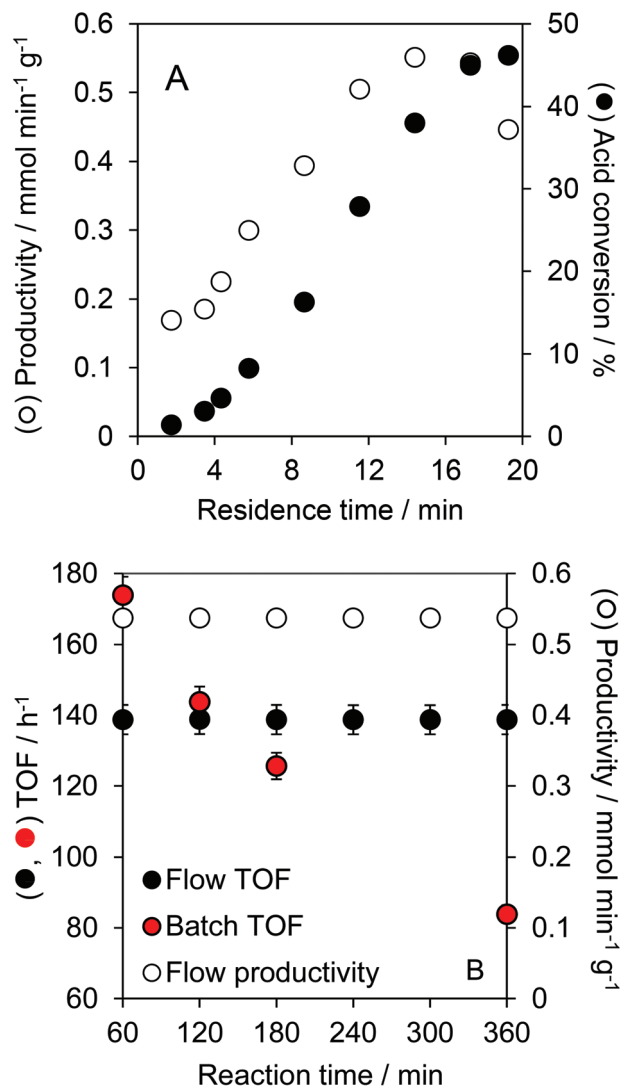 (○) Productivity / mmol min⁻¹ g⁻¹
0.6
0.5
0.4
0.3
0.2
0.1
0
A
50
40
30
20
10
0
(●) Acid conversion / %
0 4 8 12 16 20
Residence time / min
(●, ●) TOF / h⁻¹
180
160
140
120
100
80
60
Flow TOF
Batch TOF
Flow productivity
B
0.6
0.5
0.4
0.3
0.2
0.1
0
(○) Productivity / mmol min⁻¹ g⁻¹
60 120 180 240 300 360
Reaction time / min